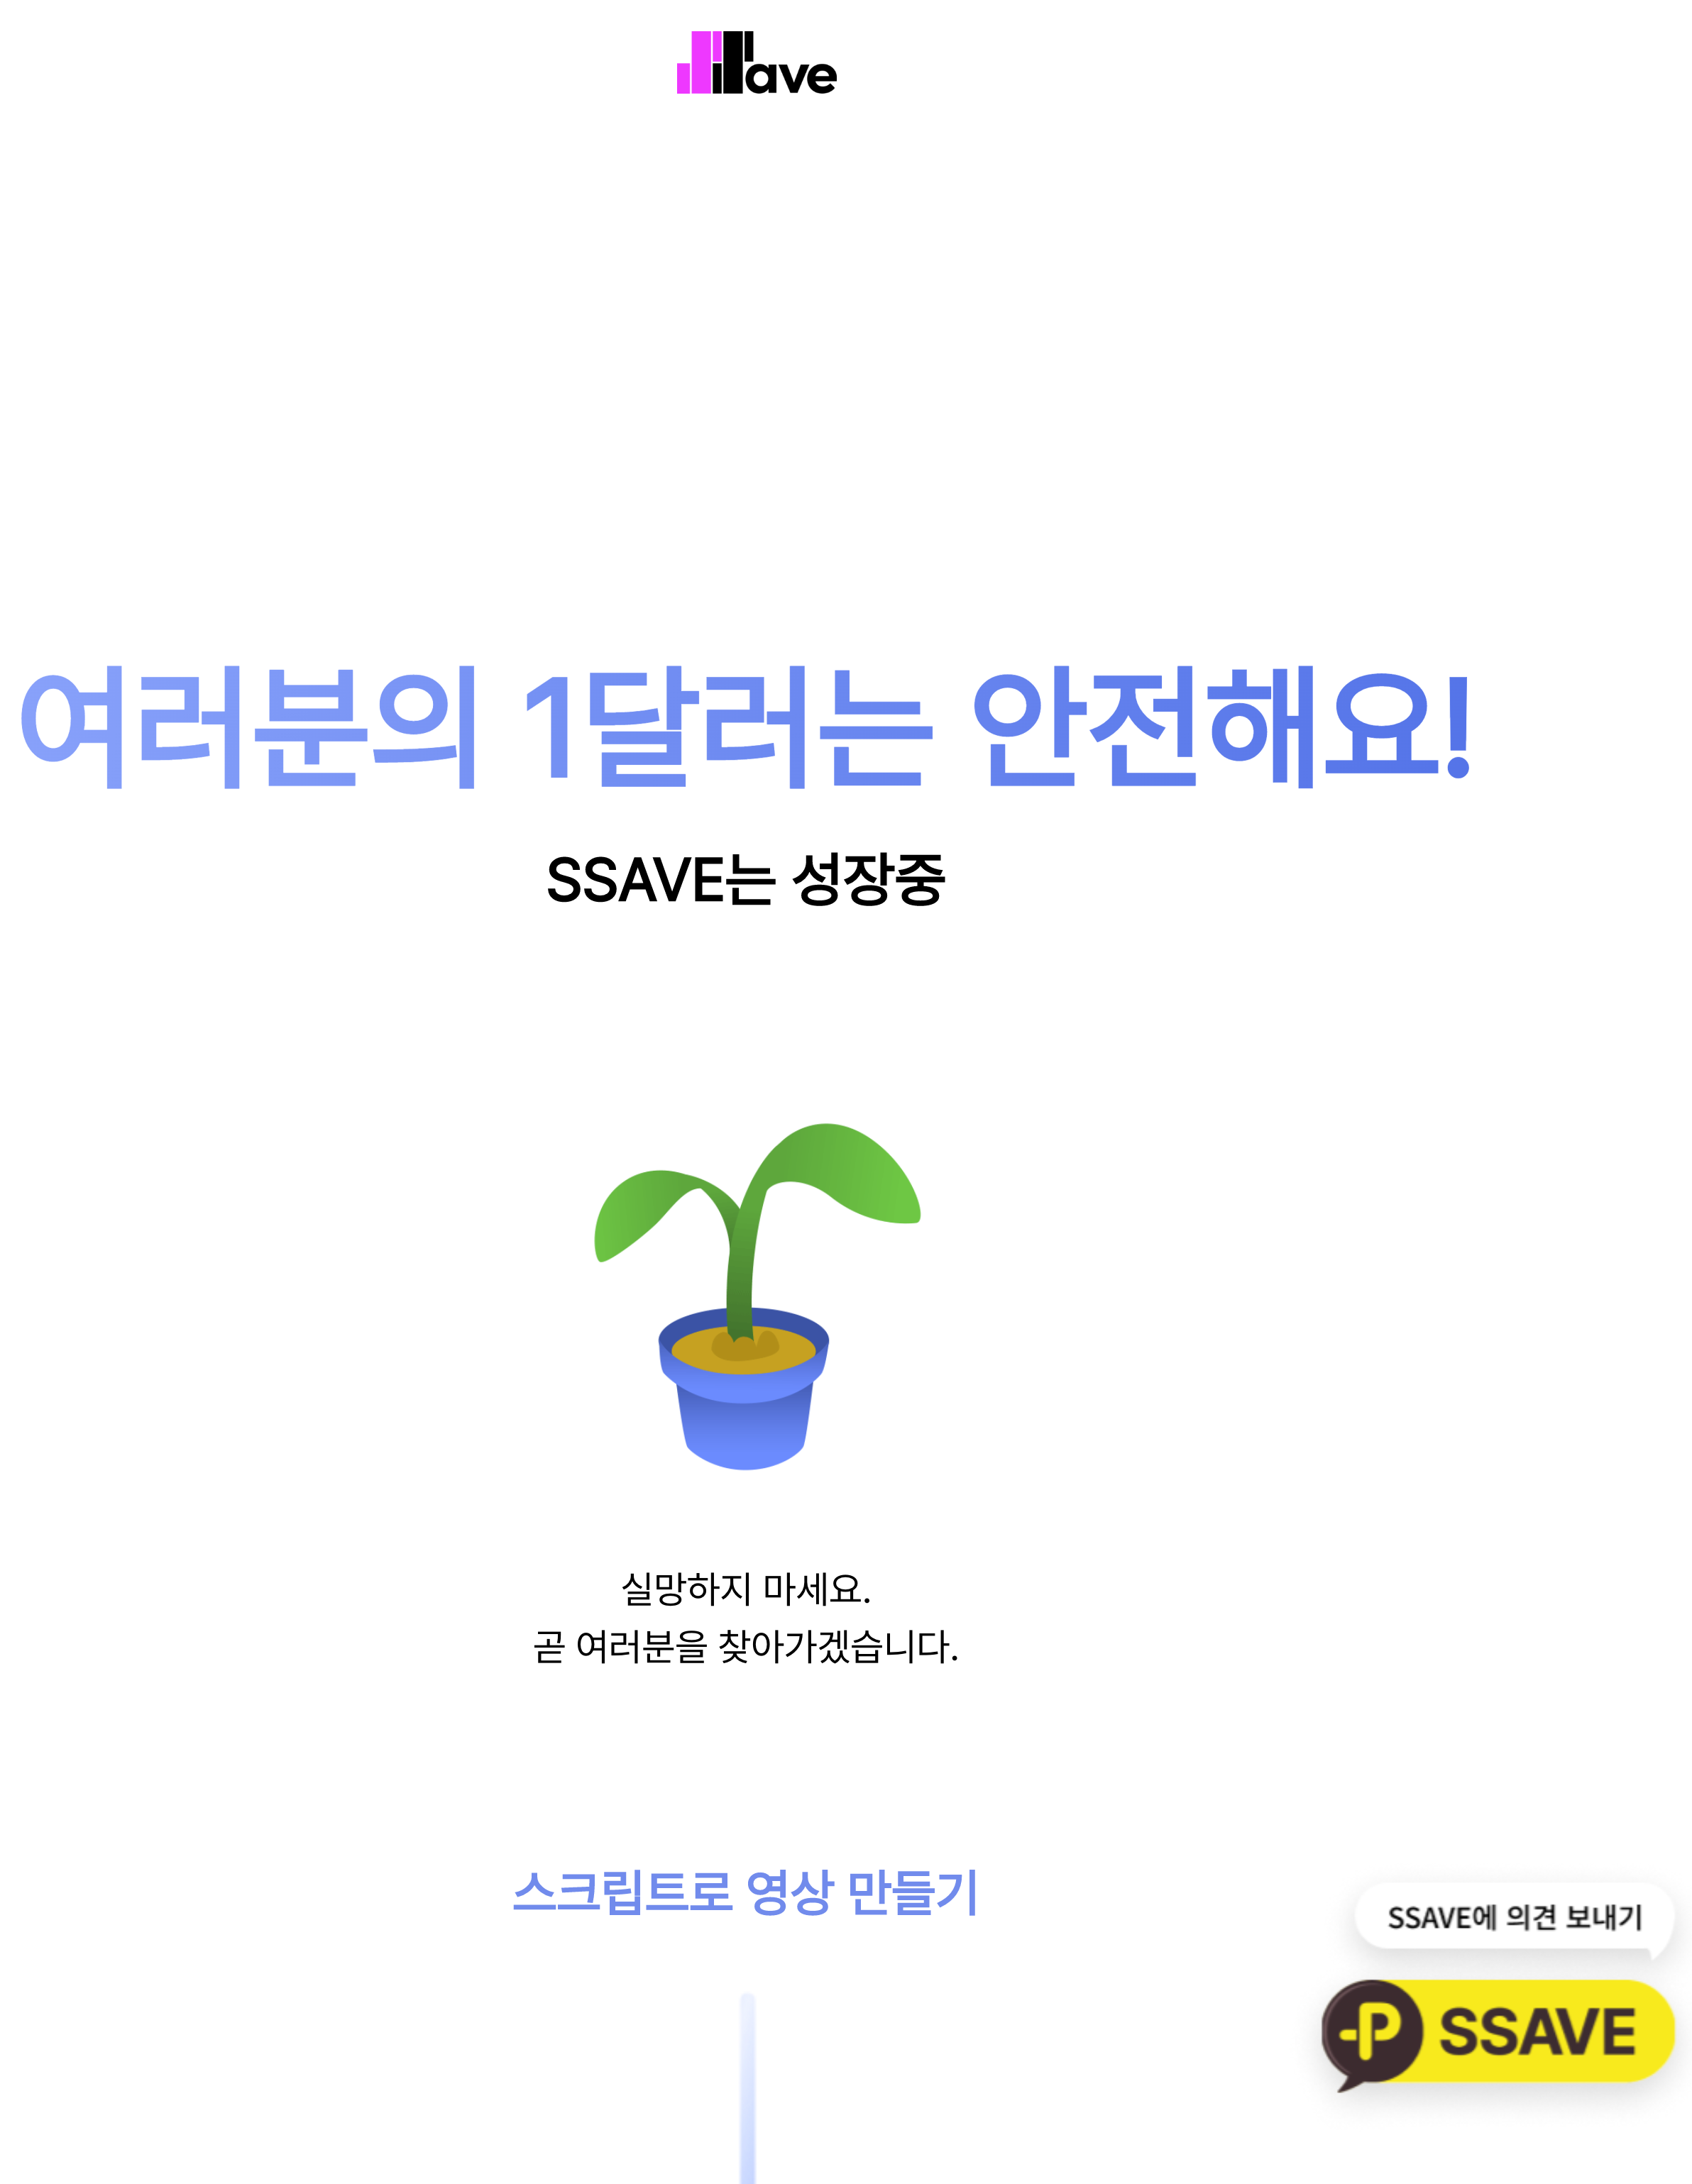 ave
여러분의 1달러는 안전해요!
SSAVE는 성장중
실망하지 마세요.
곧 여러분을 찾아가겠습니다.
스크립트로 영상 만들기
SSAVE에 의견 보내기
SSAVE